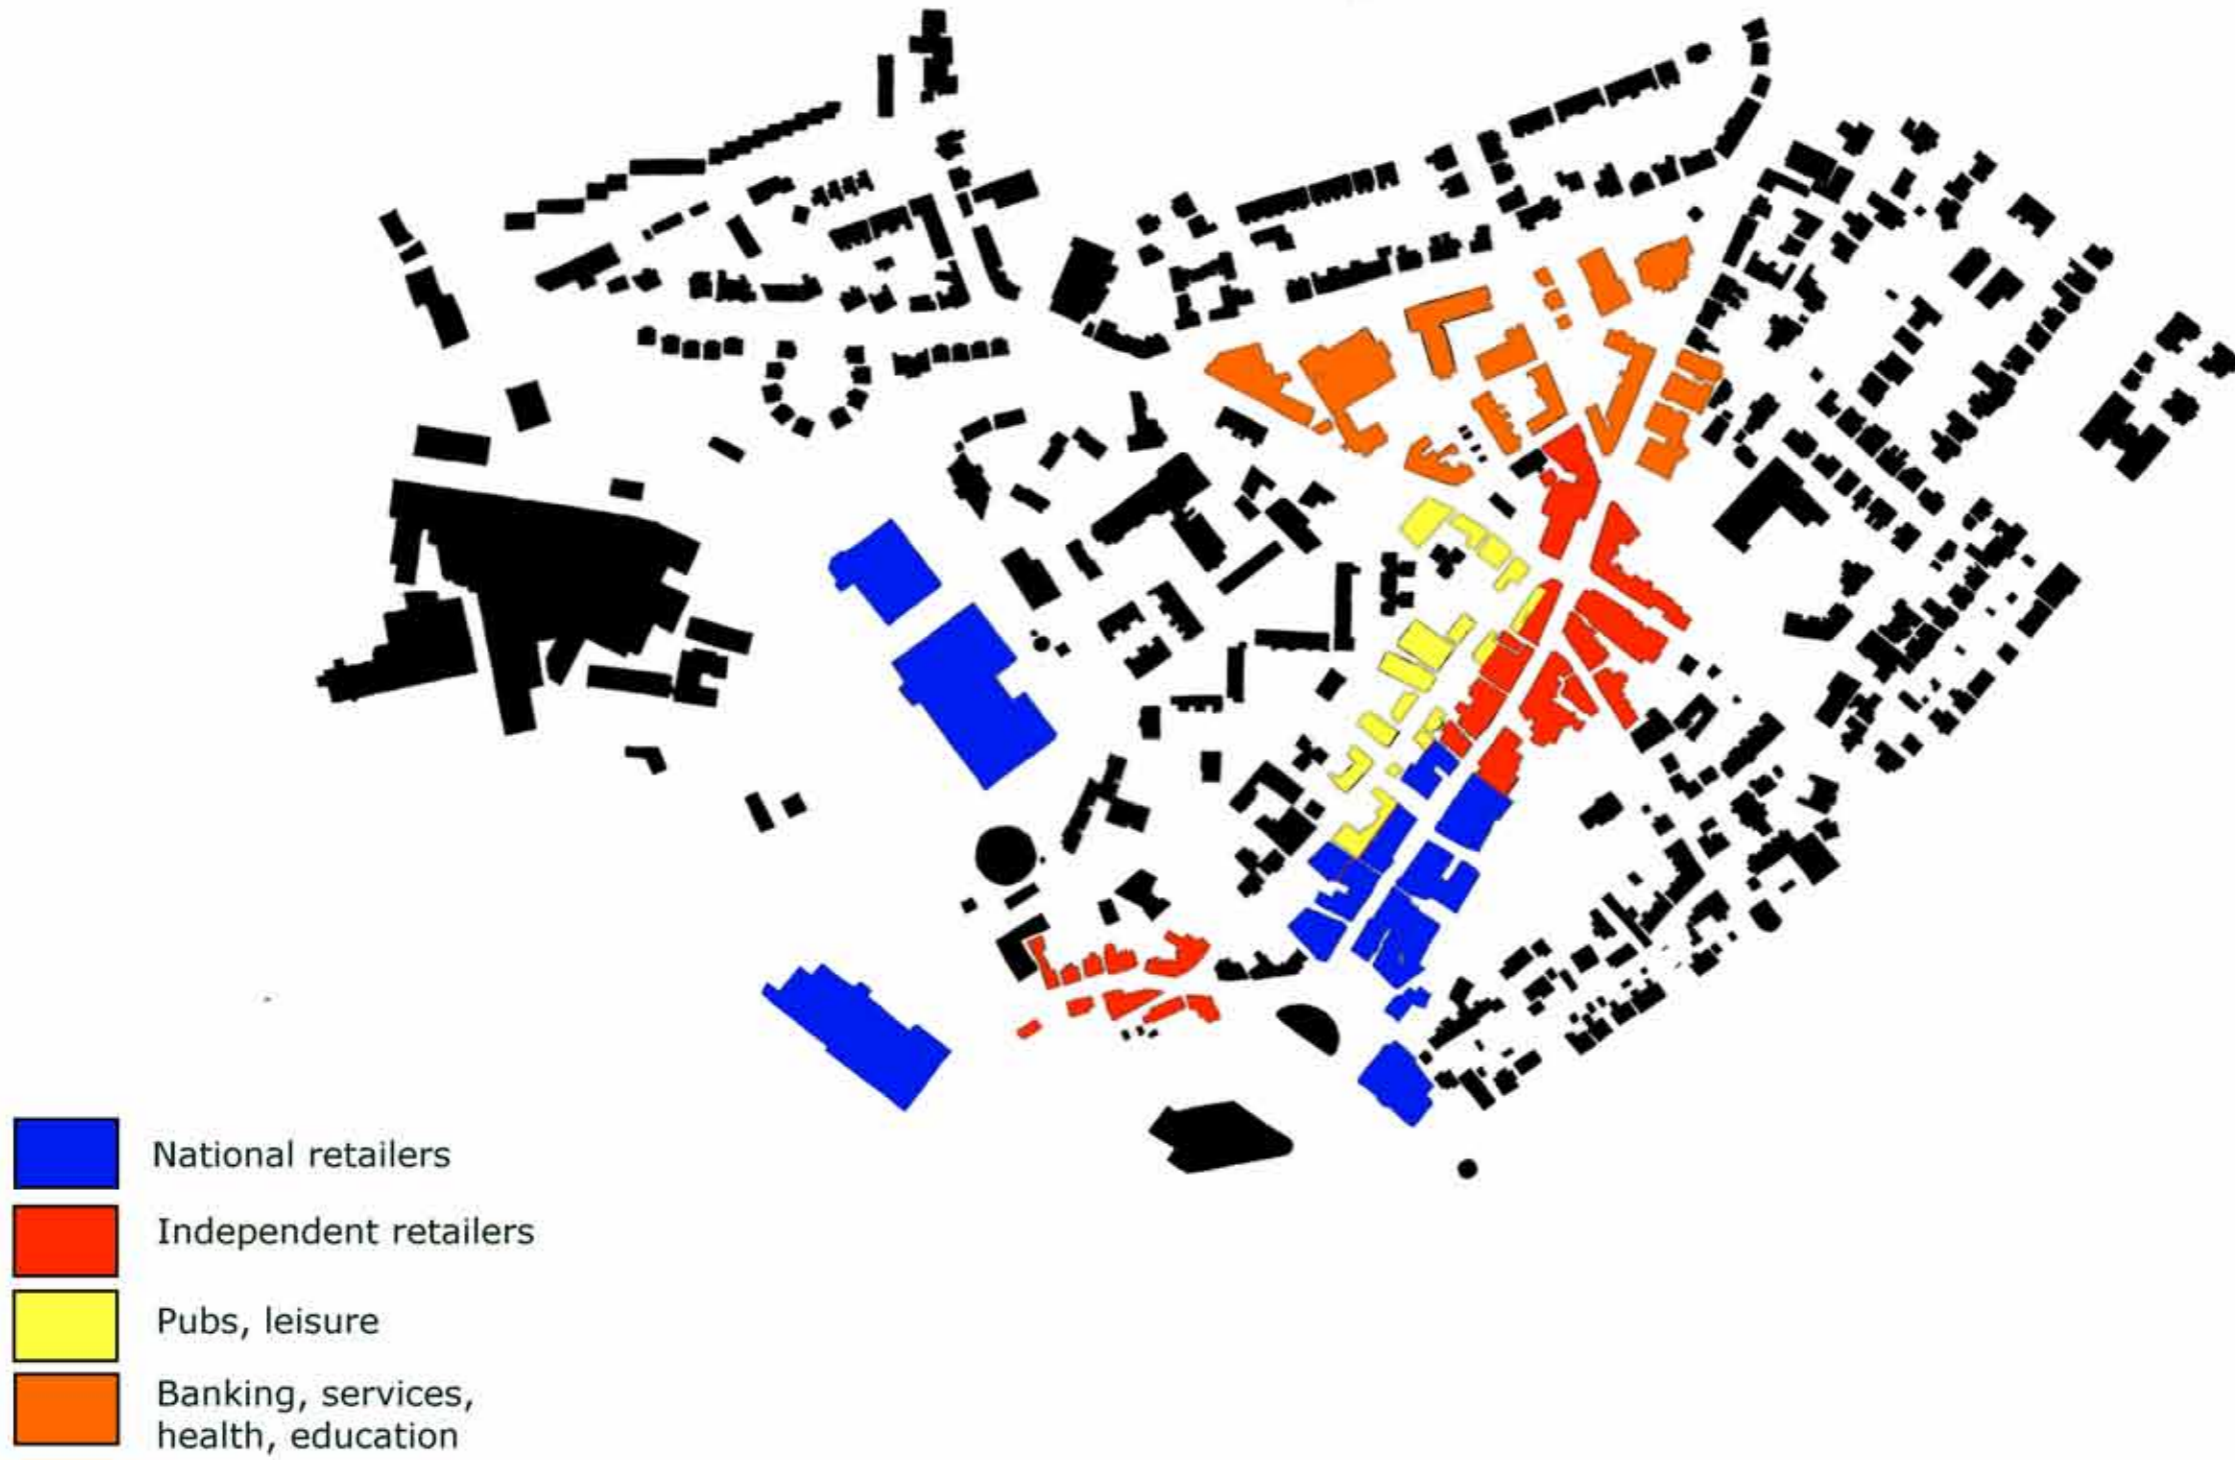 National retailers
Independent retailers
Pubs, leisure
Banking, services,
health, education